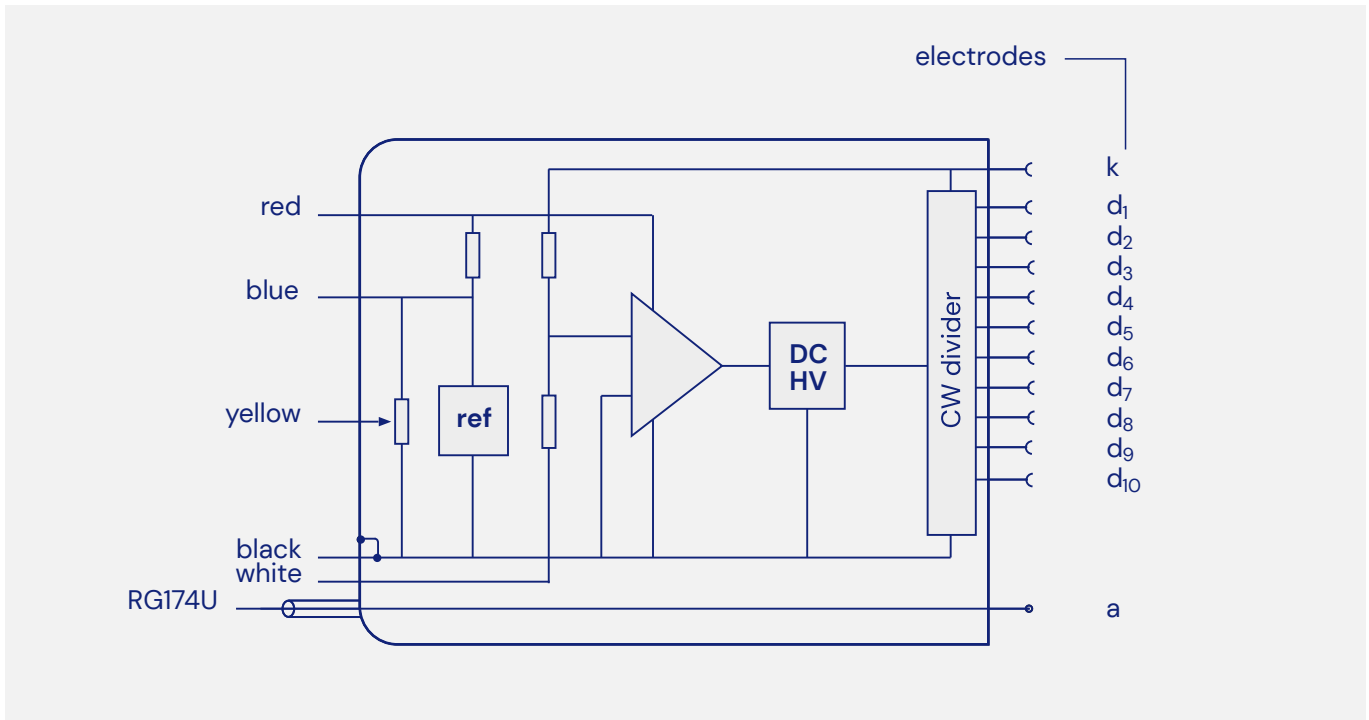 electrodes
k
red
d1
d2
blue
d3
d4
d5
DC
HV
CW divider
d6
d7
yellow
ref
d8
d9
d10
black
white
RG174U
a